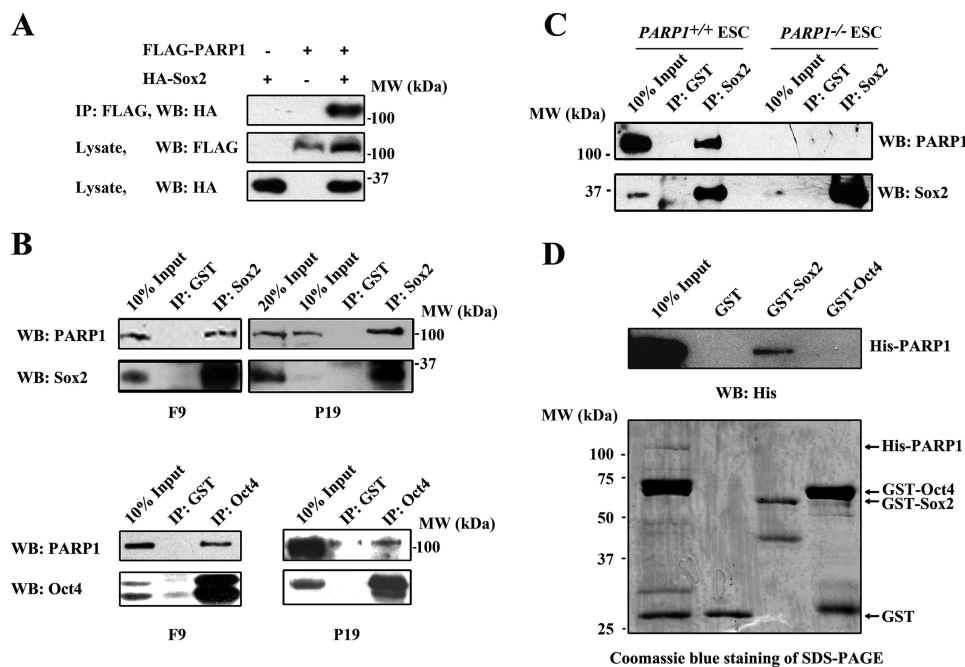 A
FLAG-PARP1 - + +
HA-Sox2 + - +
MW (kDa)
IP: FLAG, WB: HA
-100
Lysate, WB: FLAG
-100
Lysate, WB: HA
-37
B
10% Input
IP: GST
IP: Sox2
20% Input
10% Input
IP: GST
IP: Sox2
MW (kDa)
WB: PARP1
-100
-37
WB: Sox2
F9
P19
10% Input
IP: GST
IP: Oct4
10% Input
IP: GST
IP: Oct4
MW (kDa)
WB: PARP1
-100
WB: Oct4
F9
P19
C
PARP1+/+ ESC
PARP1-/- ESC
10% Input
IP: GST
IP: Sox2
10% Input
IP: GST
IP: Sox2
MW (kDa)
WB: PARP1
100 -
37 -
WB: Sox2
D
10% Input
GST
GST-Sox2
GST-Oct4
His-PARP1
WB: His
MW (kDa)
100 -
75 -
50 -
37 -
25 -
←His-PARP1
←GST-Oct4
←GST-Sox2
←GST
Coomassie blue staining of SDS-PAGE